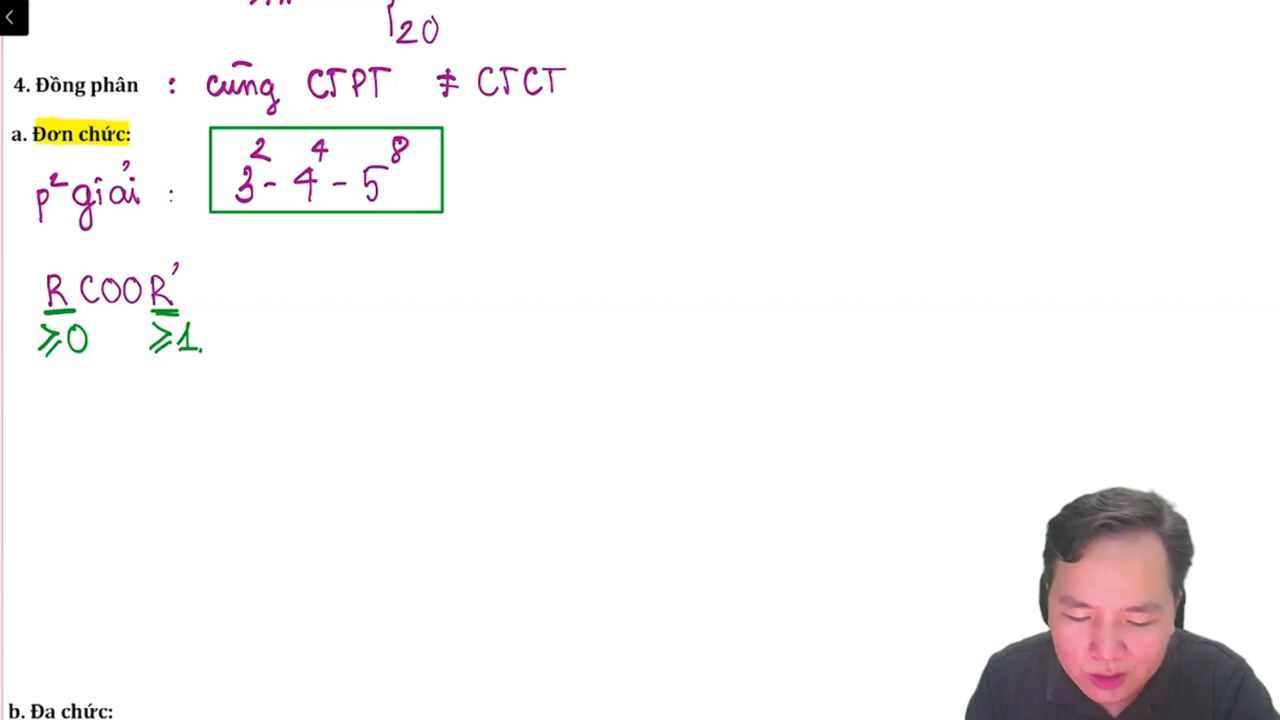 20
4. Đồng phân : cùng CTPT ≠ CTCT
a. Đơn chức:
p² giải : 3² - 4⁴ - 5⁸
RCOOR'
≥0 ≥1.
b. Đa chức: